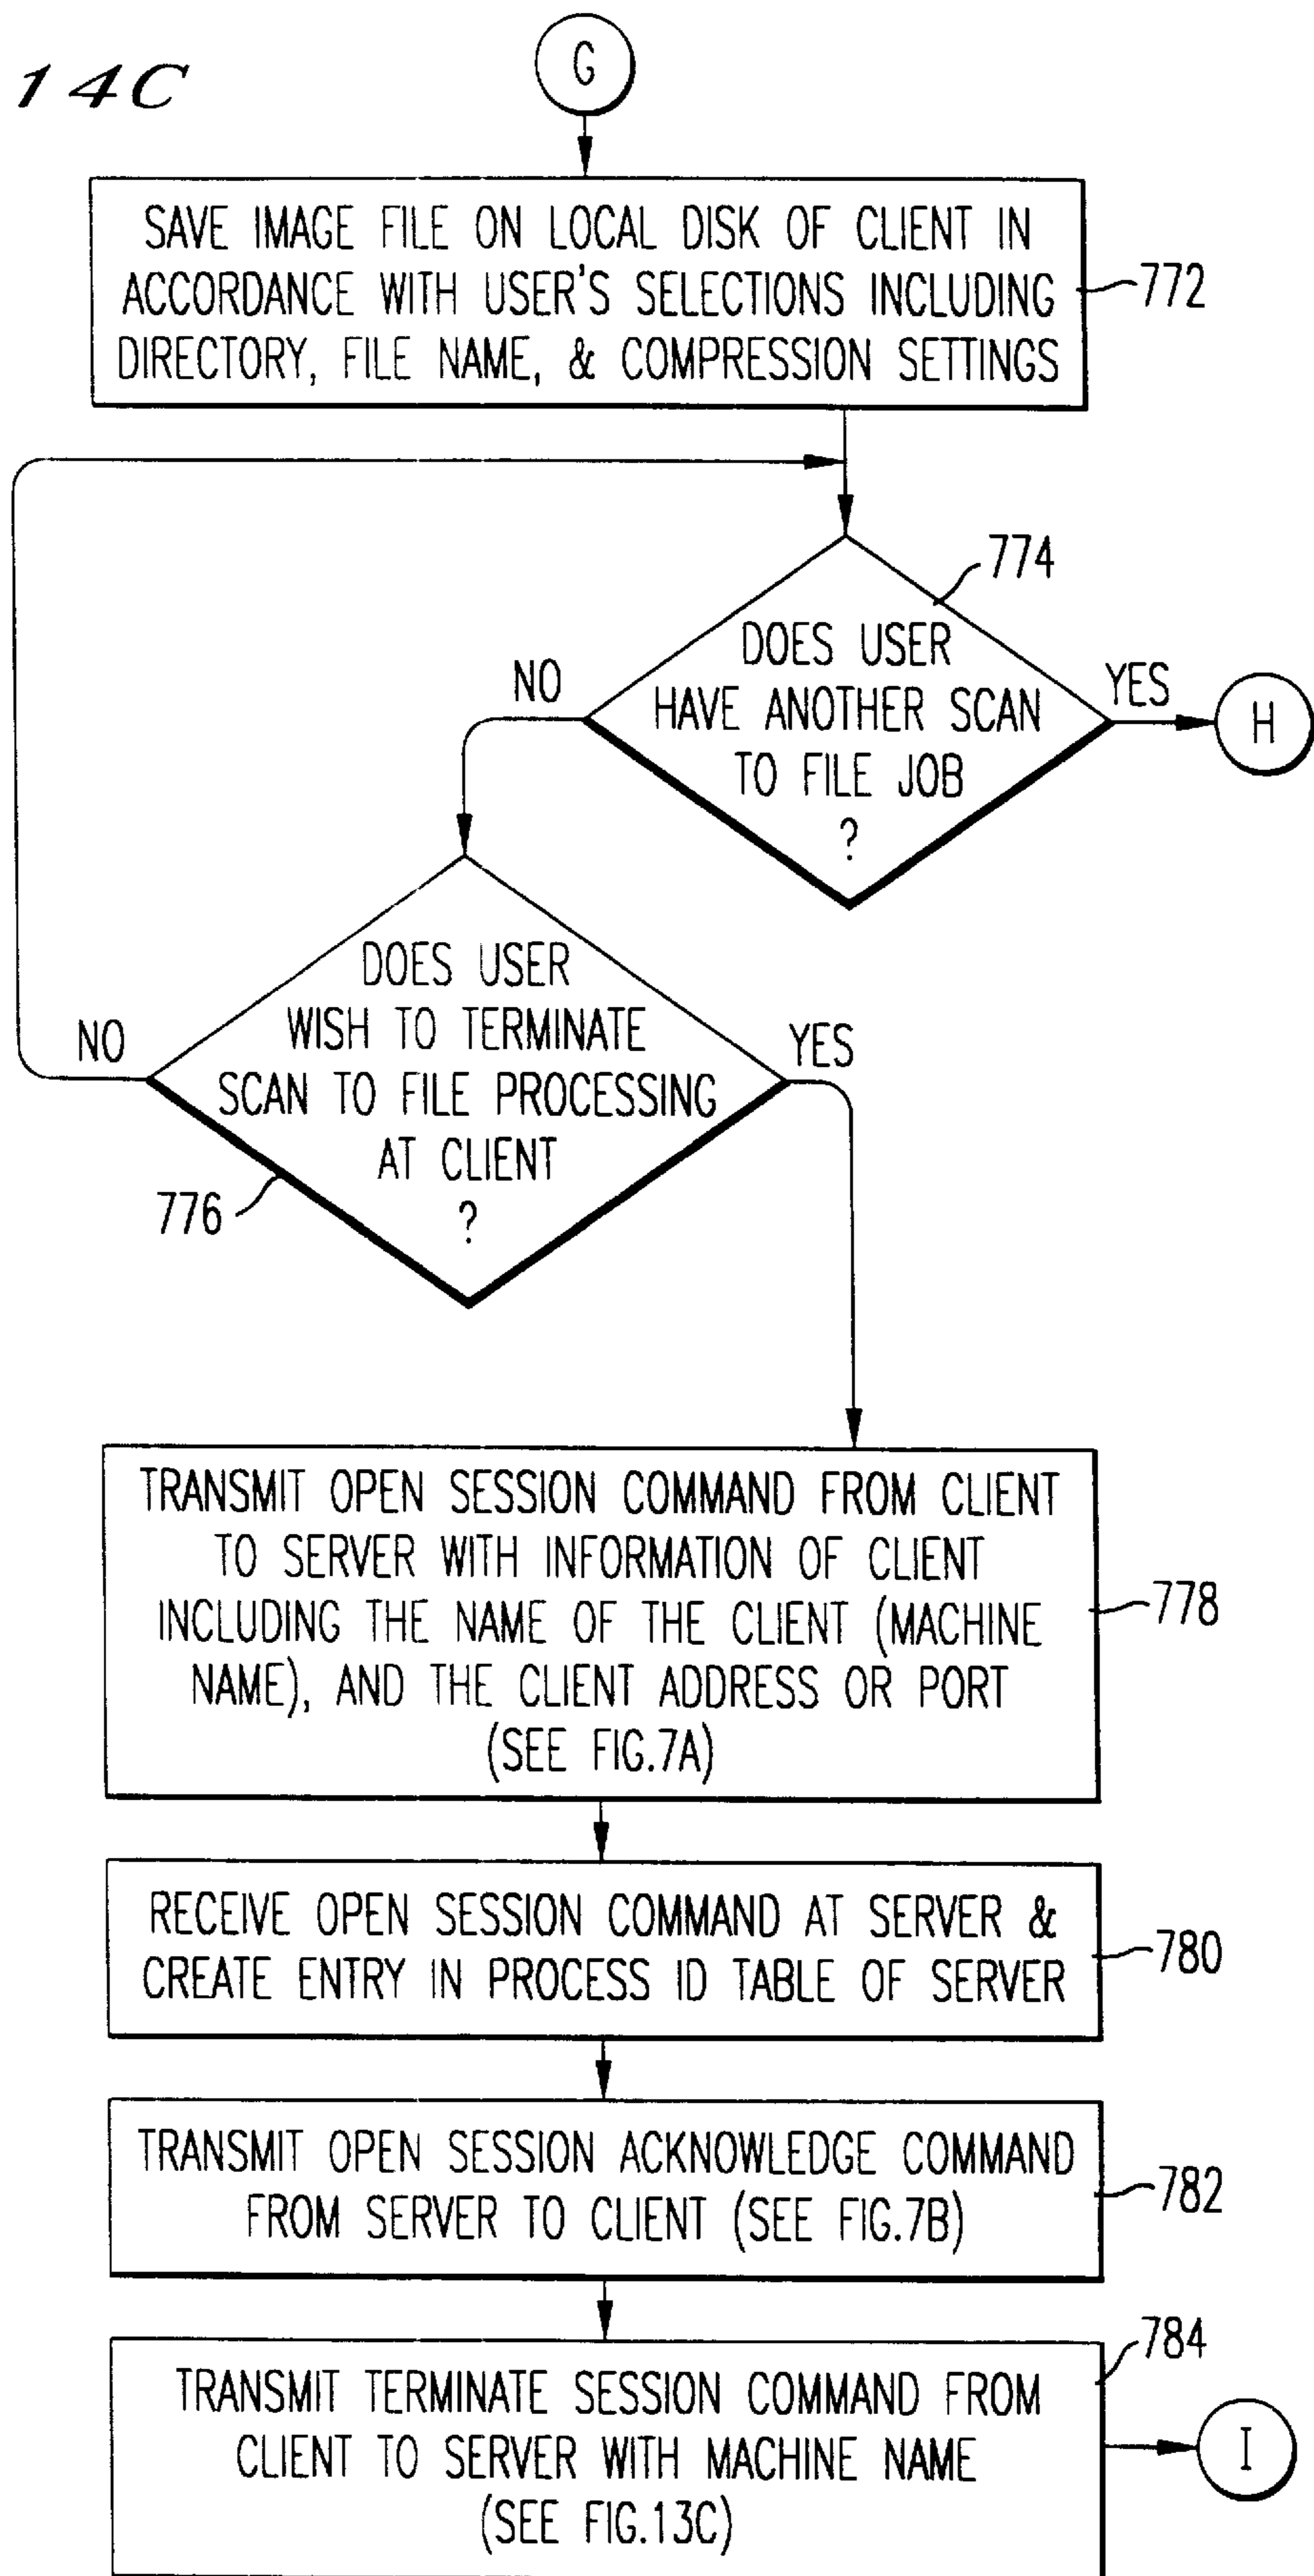 14C
G
SAVE IMAGE FILE ON LOCAL DISK OF CLIENT IN
ACCORDANCE WITH USER'S SELECTIONS INCLUDING
DIRECTORY, FILE NAME, & COMPRESSION SETTINGS
772
774
DOES USER
HAVE ANOTHER SCAN
TO FILE JOB
?
NO
YES
H
DOES USER
WISH TO TERMINATE
SCAN TO FILE PROCESSING
AT CLIENT
?
NO
YES
776
TRANSMIT OPEN SESSION COMMAND FROM CLIENT
TO SERVER WITH INFORMATION OF CLIENT
INCLUDING THE NAME OF THE CLIENT (MACHINE
NAME), AND THE CLIENT ADDRESS OR PORT
(SEE FIG.7A)
778
RECEIVE OPEN SESSION COMMAND AT SERVER &
CREATE ENTRY IN PROCESS ID TABLE OF SERVER
780
TRANSMIT OPEN SESSION ACKNOWLEDGE COMMAND
FROM SERVER TO CLIENT (SEE FIG.7B)
782
784
TRANSMIT TERMINATE SESSION COMMAND FROM
CLIENT TO SERVER WITH MACHINE NAME
(SEE FIG.13C)
I